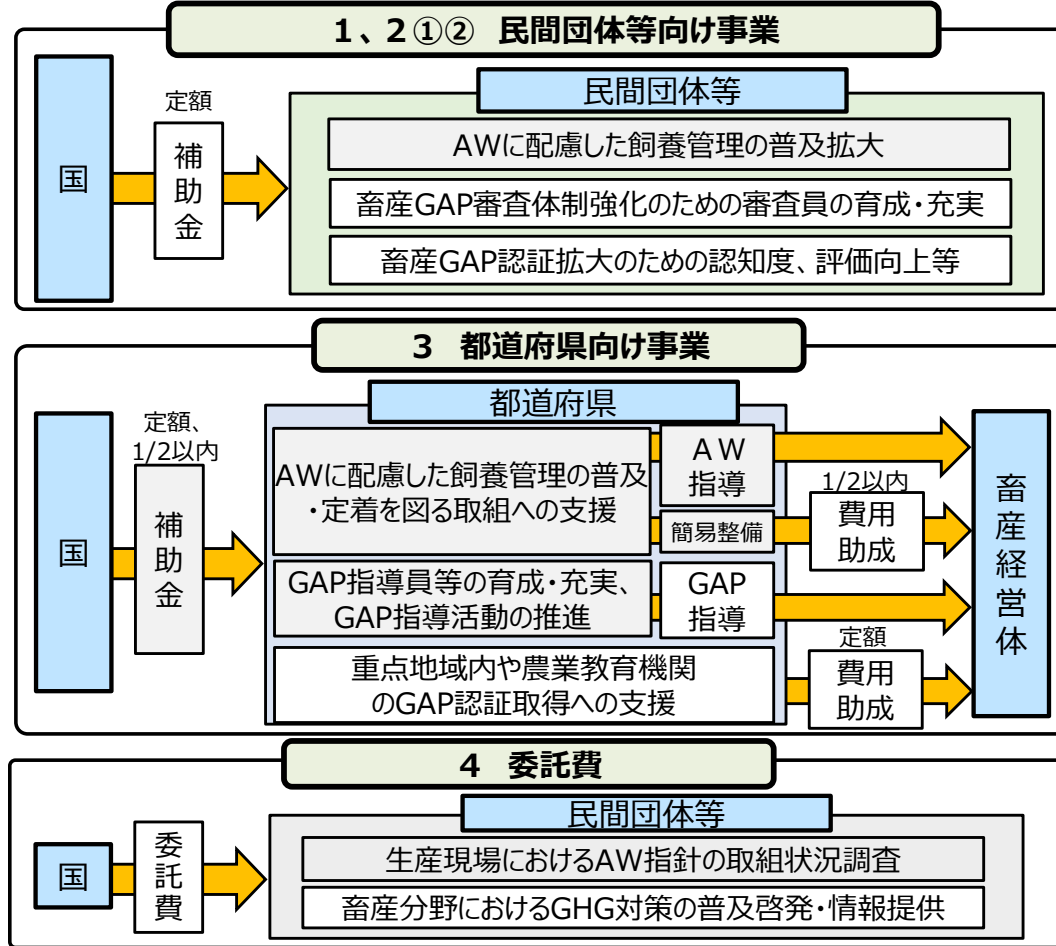 １、２①② 民間団体等向け事業
国
定額
補助金
民間団体等
AWに配慮した飼養管理の普及拡大
畜産GAP審査体制強化のための審査員の育成・充実
畜産GAP認証拡大のための認知度、評価向上等
３ 都道府県向け事業
国
定額、
1/2以内
補助金
都道府県
AWに配慮した飼養管理の普及
・定着を図る取組への支援
ＡＷ
指導
簡易整備
1/2以内
費用
助成
GAP指導員等の育成・充実、
GAP指導活動の推進
GAP
指導
重点地域内や農業教育機関
のGAP認証取得への支援
定額
費用
助成
畜産経営体
４ 委託費
国
委託費
民間団体等
生産現場におけるAW指針の取組状況調査
畜産分野におけるGHG対策の普及啓発・情報提供